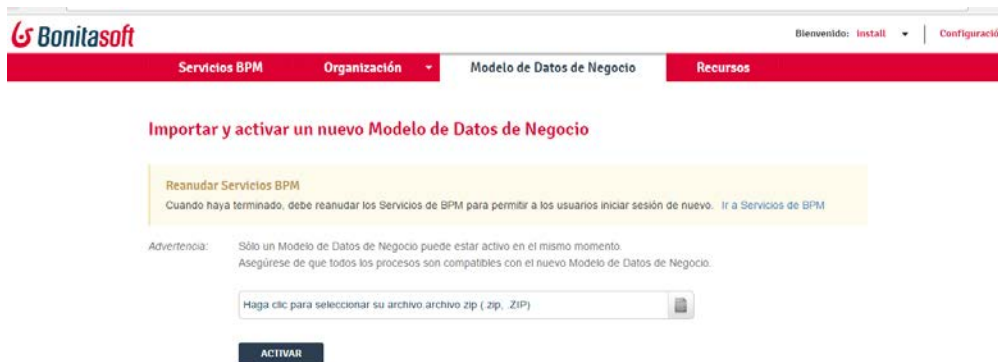 Bonitasoft
Bienvenido: install
Configuració
Servicios BPM
Organización
Modelo de Datos de Negocio
Recursos
Importar y activar un nuevo Modelo de Datos de Negocio
Reanudar Servicios BPM
Cuando haya terminado, debe reanudar los Servicios de BPM para permitir a los usuarios iniciar sesión de nuevo. Ir a Servicios de BPM
Advertencia: Sólo un Modelo de Datos de Negocio puede estar activo en el mismo momento.
Asegúrese de que todos los procesos son compatibles con el nuevo Modelo de Datos de Negocio.
Haga clic para seleccionar su archivo archivo zip (.zip, .ZIP)
ACTIVAR